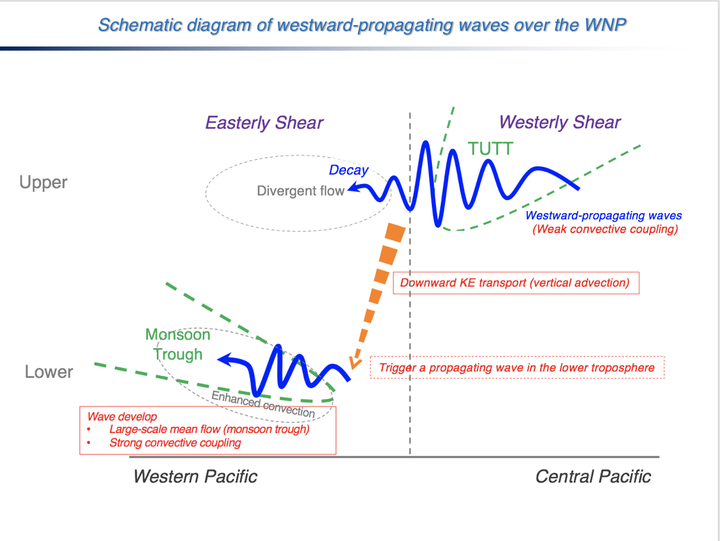 Schematic diagram of westward-propagating waves over the WNP
Easterly Shear
Westerly Shear
TUTT
Decay
Upper
Divergent flow
Westward-propagating waves
(Weak convective coupling)
Downward KE transport (vertical advection)
Monsoon
Trough
Lower
Trigger a propagating wave in the lower troposphere
Enhanced convection
Wave develop
• Large-scale mean flow (monsoon trough)
• Strong convective coupling
Western Pacific
Central Pacific